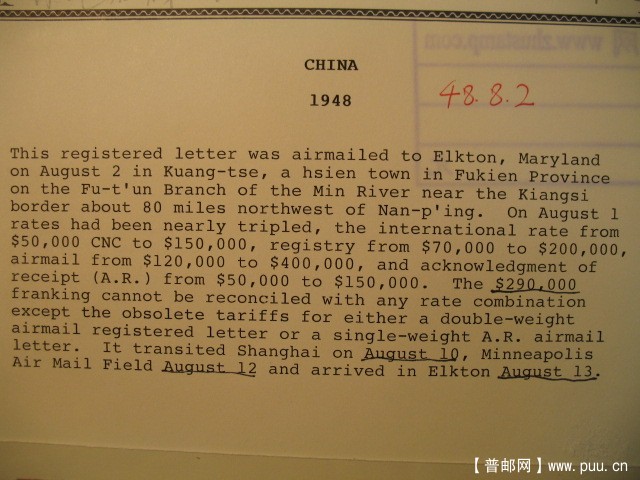 www.zhustamp.com
CHINA
1948
48.8.2
This registered letter was airmailed to Elkton, Maryland
on August 2 in Kuang-tse, a hsien town in Fukien Province
on the Fu-t'un Branch of the Min River near the Kiangsi
border about 80 miles northwest of Nan-p'ing. On August 1
rates had been nearly tripled, the international rate from
$50,000 CNC to $150,000, registry from $70,000 to $200,000,
airmail from $120,000 to $400,000, and acknowledgment of
receipt (A.R.) from $50,000 to $150,000. The $290,000
franking cannot be reconciled with any rate combination
except the obsolete tariffs for either a double-weight
airmail registered letter or a single-weight A.R. airmail
letter. It transited Shanghai on August 10, Minneapolis
Air Mail Field August 12 and arrived in Elkton August 13.
【普邮网】www.puu.cn